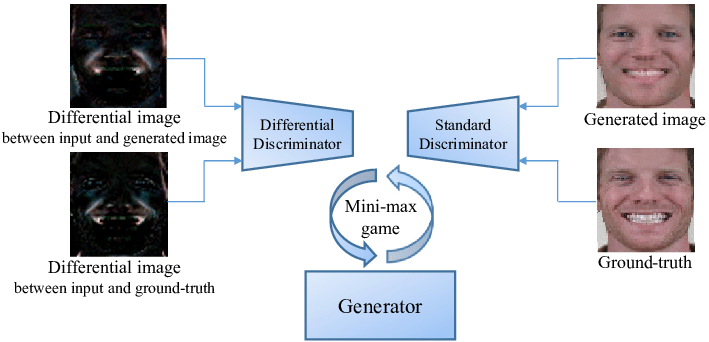 Differential image
between input and generated image
Differential image
between input and ground-truth
Differential
Discriminator
Standard
Discriminator
Mini-max
game
Generator
Generated image
Ground-truth